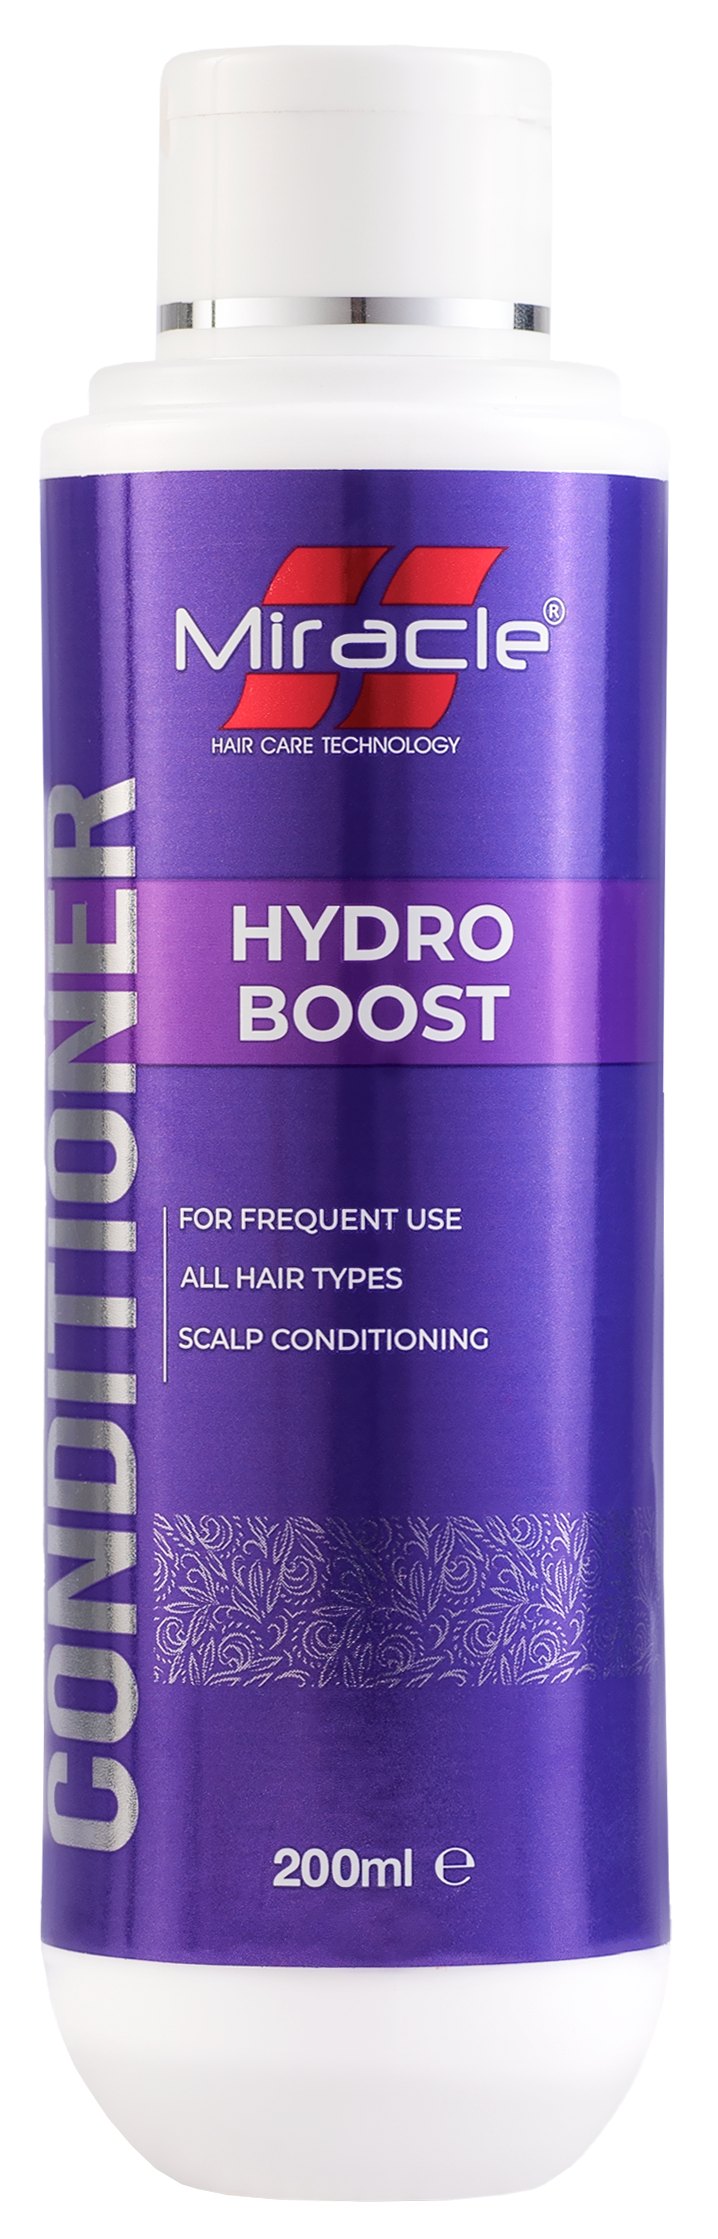 Miracle®
HAIR CARE TECHNOLOGY
CONDITIONER
HYDRO
BOOST
FOR FREQUENT USE
ALL HAIR TYPES
SCALP CONDITIONING
200ml ℮